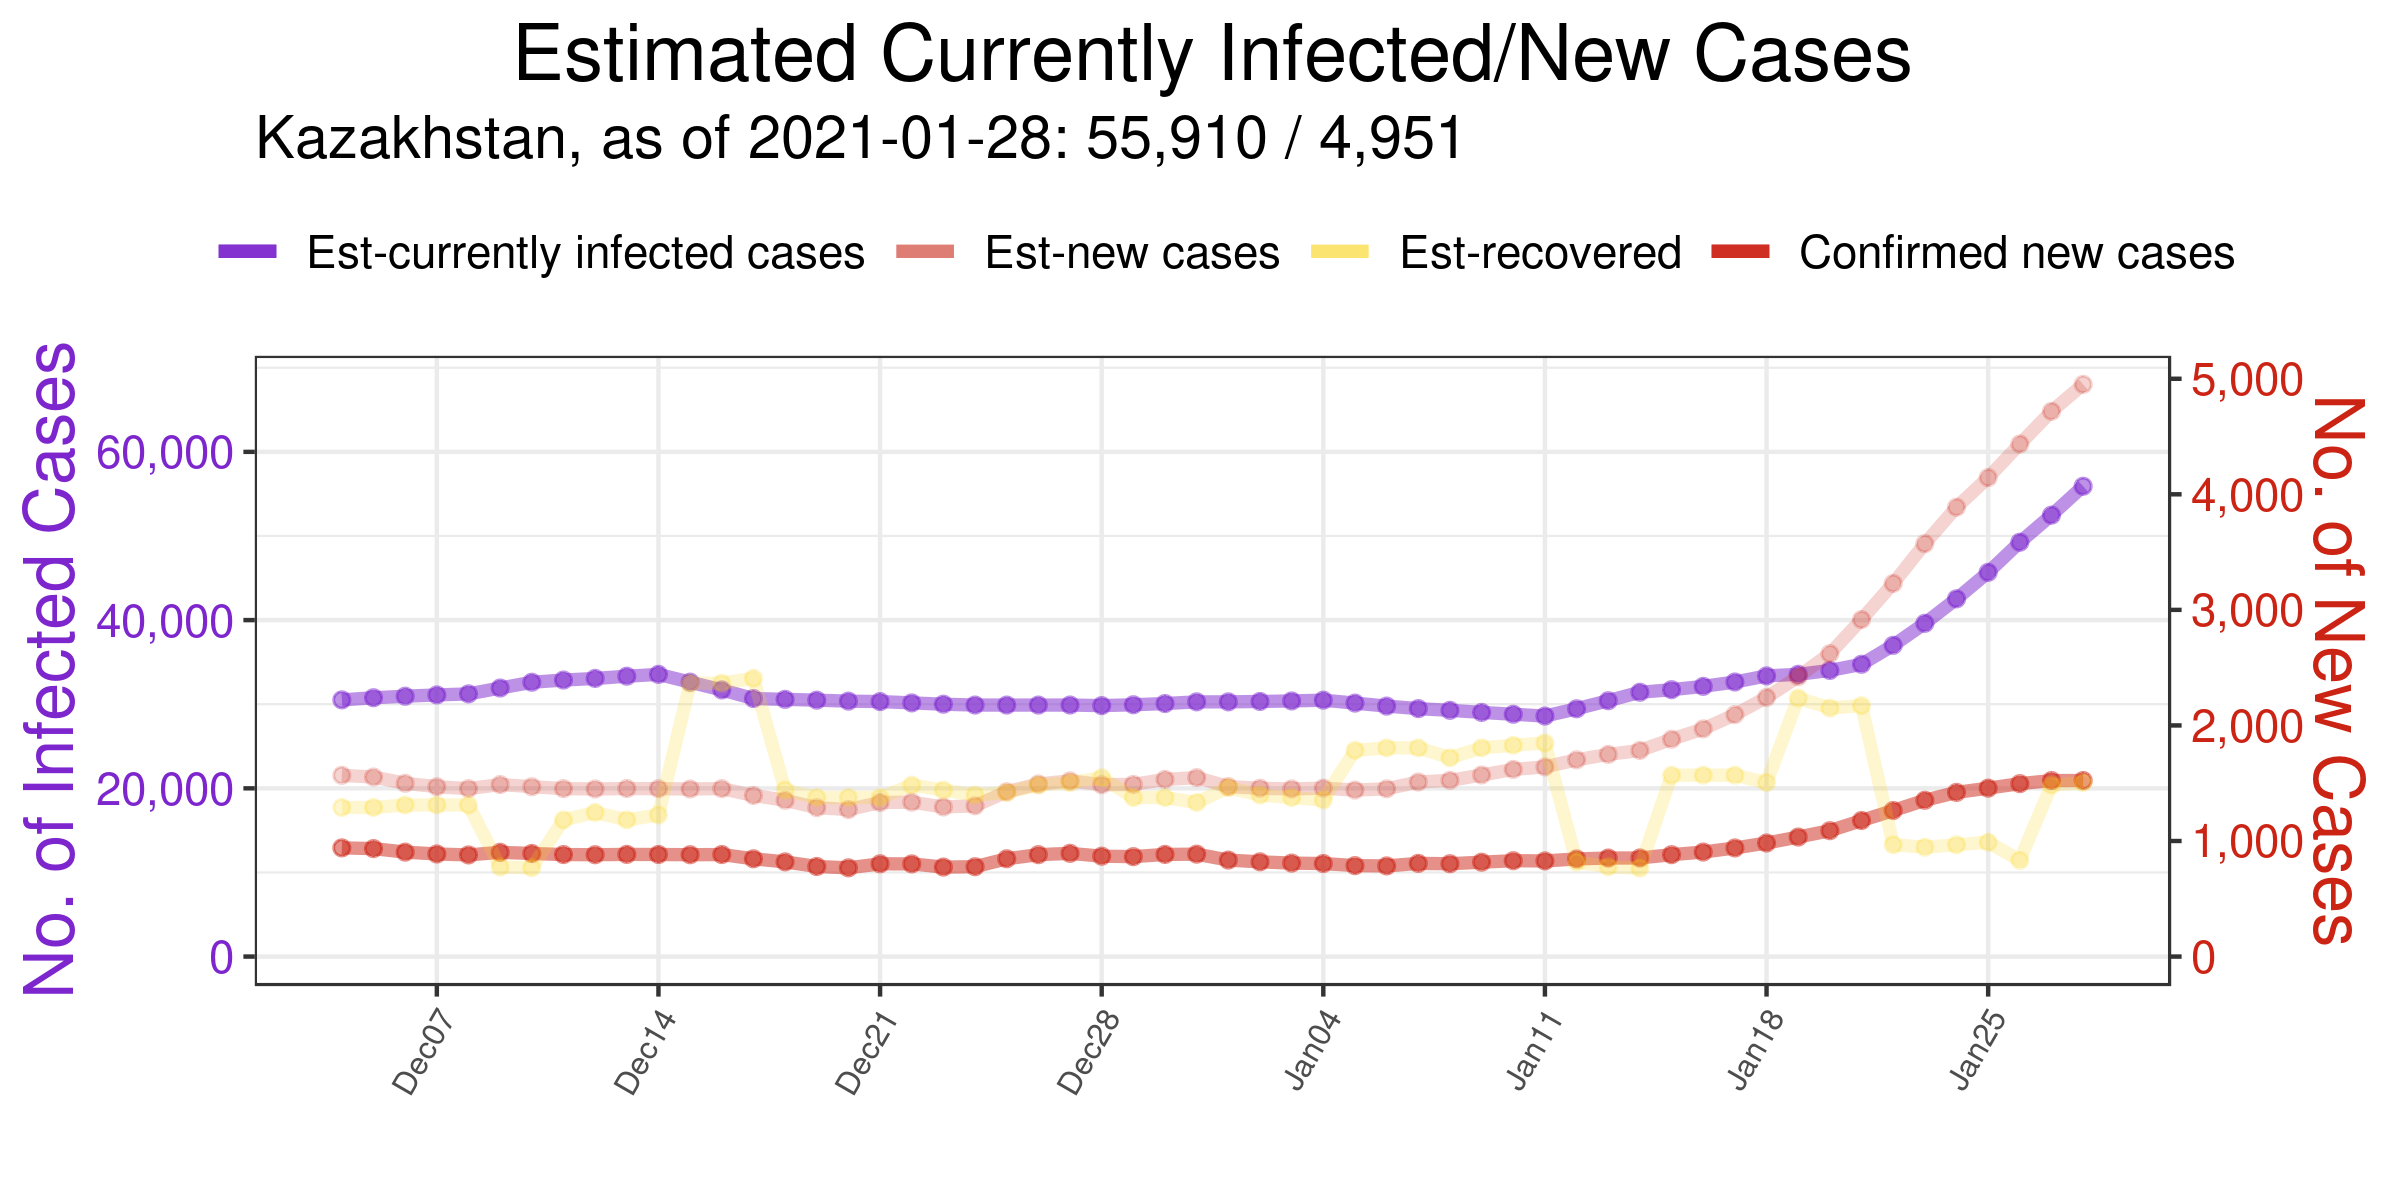 Estimated Currently Infected/New Cases
Kazakhstan, as of 2021-01-28: 55,910 / 4,951
Est-currently infected cases Est-new cases Est-recovered Confirmed new cases
No. of Infected Cases
60,000
40,000
20,000
0
5,000
4,000
3,000
2,000
1,000
0
No. of New Cases
Dec07 Dec14 Dec21 Dec28 Jan04 Jan11 Jan18 Jan25